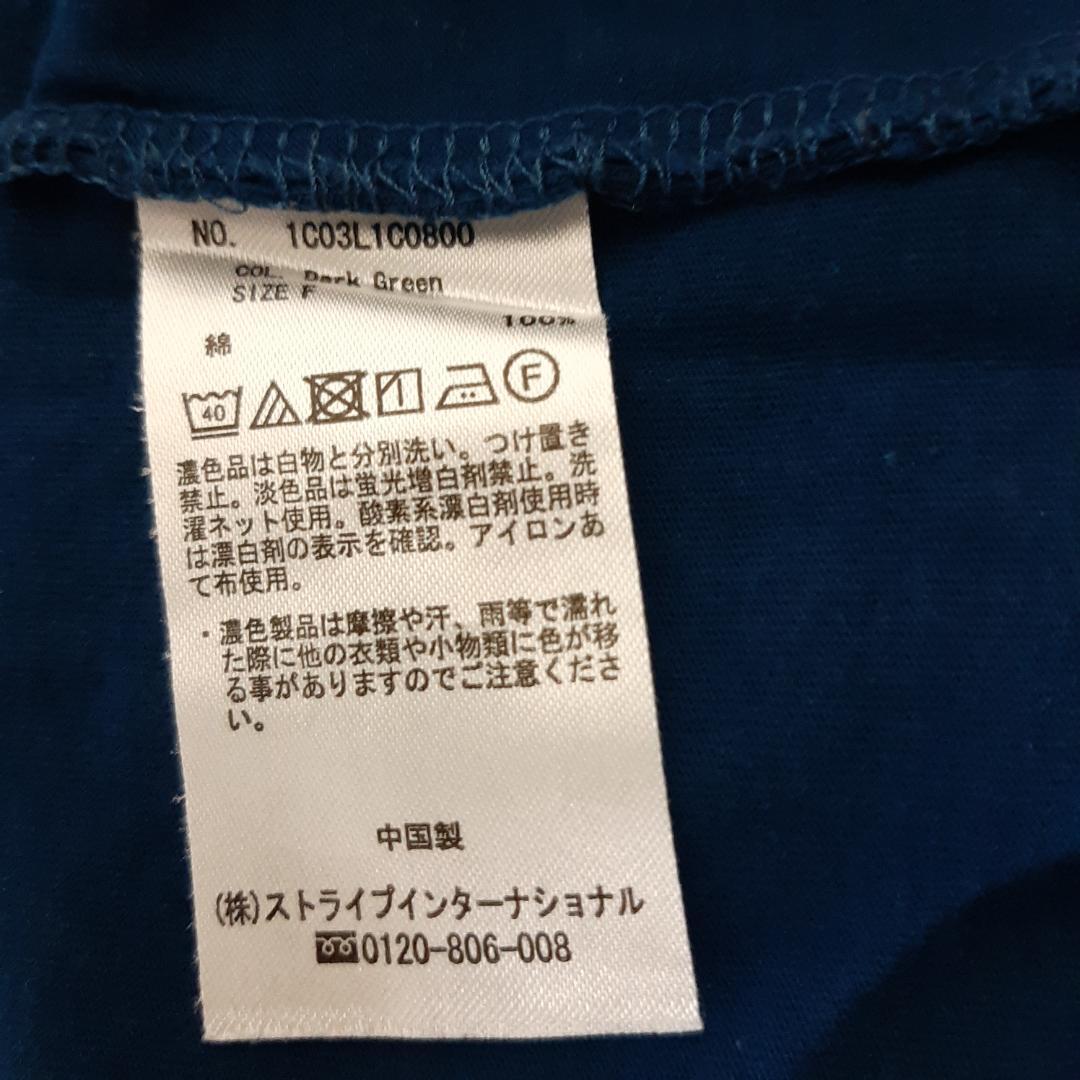 NO. 1C03L1C0800
COL. Dark Green
SIZE F
100%
綿
40
F
濃色品は白物と分別洗い。つけ置き
禁止。淡色品は蛍光増白剤禁止。洗
濯ネット使用。酸素系漂白剤使用時
は漂白剤の表示を確認。アイロンあ
て布使用。
・濃色製品は摩擦や汗、雨等で濡れ
た際に他の衣類や小物類に色が移
る事がありますのでご注意くださ
い。
中国製
(株)ストライプインターナショナル
0120-806-008